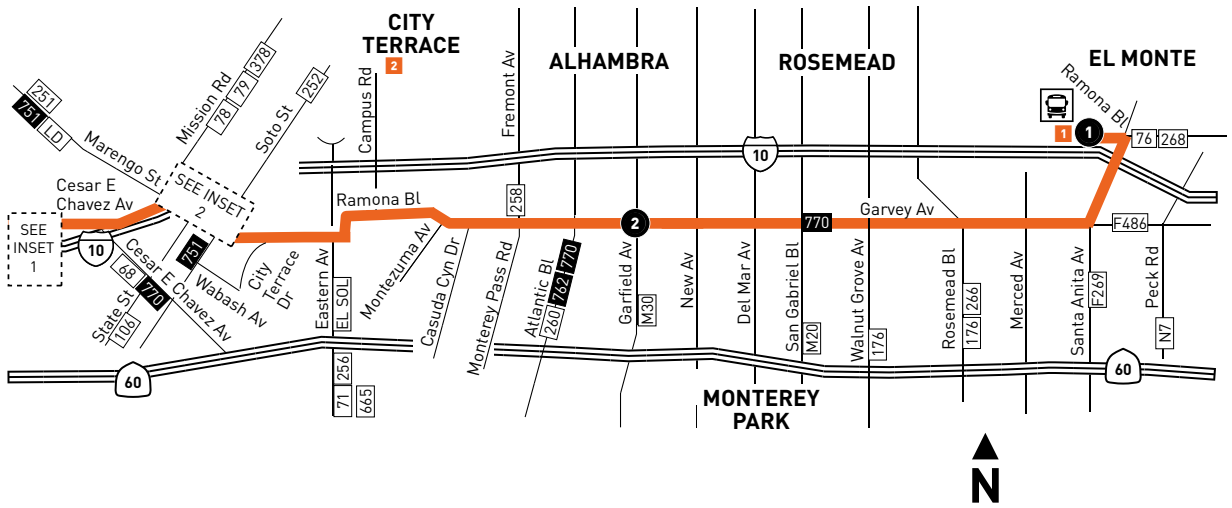 CITY
TERRACE
2
ALHAMBRA
ROSEMEAD
EL MONTE
251
751
LD
Marengo St
Mission Rd
78
79
378
Soto St
252
Campus Rd
Fremont Av
Ramona Bl
1
1
76
268
10
Cesar E
Chavez Av
SEE INSET
2
Ramona Bl
258
2
770
Garvey Av
F486
SEE
INSET
1
10
68
770
Cesar E Chavez Av
751
Wabash Av
City
Terrace
Dr
State St
106
Eastern Av
EL SOL
Montezuma Av
Casuda Cyn Dr
Monterey Pass Rd
Atlantic Bl
260
762
770
Garfield Av
M30
New Av
Del Mar Av
San Gabriel Bl
M20
Walnut Grove Av
176
Rosemead Bl
176
266
Merced Av
Santa Anita Av
F269
Peck Rd
N7
60
71
256
665
60
MONTEREY
PARK
N